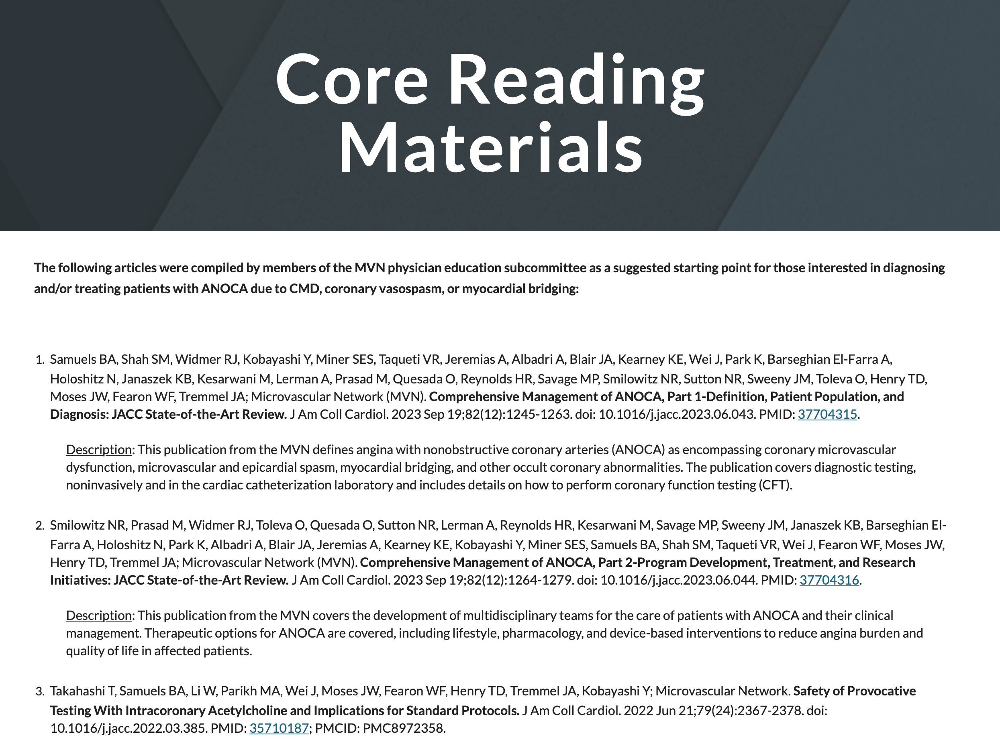 Core Reading
Materials
The following articles were compiled by members of the MVN physician education subcommittee as a suggested starting point for those interested in diagnosing
and/or treating patients with ANOCA due to CMD, coronary vasospasm, or myocardial bridging:
1. Samuels BA, Shah SM, Widmer RJ, Kobayashi Y, Miner SES, Taqueti VR, Jeremias A, Albadri A, Blair JA, Kearney KE, Wei J, Park K, Barseghian El-Farra A,
Holoshitz N, Janaszek KB, Kesarwani M, Lerman A, Prasad M, Quesada O, Reynolds HR, Savage MP, Smilowitz NR, Sutton NR, Sweeny JM, Toleva O, Henry TD,
Moses JW, Fearon WF, Tremmel JA; Microvascular Network (MVN). Comprehensive Management of ANOCA, Part 1-Definition, Patient Population, and
Diagnosis: JACC State-of-the-Art Review. J Am Coll Cardiol. 2023 Sep 19;82(12):1245-1263. doi: 10.1016/j.jacc.2023.06.043. PMID: 37704315.
Description: This publication from the MVN defines angina with nonobstructive coronary arteries (ANOCA) as encompassing coronary microvascular
dysfunction, microvascular and epicardial spasm, myocardial bridging, and other occult coronary abnormalities. The publication covers diagnostic testing,
noninvasively and in the cardiac catheterization laboratory and includes details on how to perform coronary function testing (CFT).
2. Smilowitz NR, Prasad M, Widmer RJ, Toleva O, Quesada O, Sutton NR, Lerman A, Reynolds HR, Kesarwani M, Savage MP, Sweeny JM, Janaszek KB, Barseghian El-
Farra A, Holoshitz N, Park K, Albadri A, Blair JA, Jeremias A, Kearney KE, Kobayashi Y, Miner SES, Samuels BA, Shah SM, Taqueti VR, Wei J, Fearon WF, Moses JW,
Henry TD, Tremmel JA; Microvascular Network (MVN). Comprehensive Management of ANOCA, Part 2-Program Development, Treatment, and Research
Initiatives: JACC State-of-the-Art Review. J Am Coll Cardiol. 2023 Sep 19;82(12):1264-1279. doi: 10.1016/j.jacc.2023.06.044. PMID: 37704316.
Description: This publication from the MVN covers the development of multidisciplinary teams for the care of patients with ANOCA and their clinical
management. Therapeutic options for ANOCA are covered, including lifestyle, pharmacology, and device-based interventions to reduce angina burden and
quality of life in affected patients.
3. Takahashi T, Samuels BA, Li W, Parikh MA, Wei J, Moses JW, Fearon WF, Henry TD, Tremmel JA, Kobayashi Y; Microvascular Network. Safety of Provocative
Testing With Intracoronary Acetylcholine and Implications for Standard Protocols. J Am Coll Cardiol. 2022 Jun 21;79(24):2367-2378. doi:
10.1016/j.jacc.2022.03.385. PMID: 35710187; PMCID: PMC8972358.